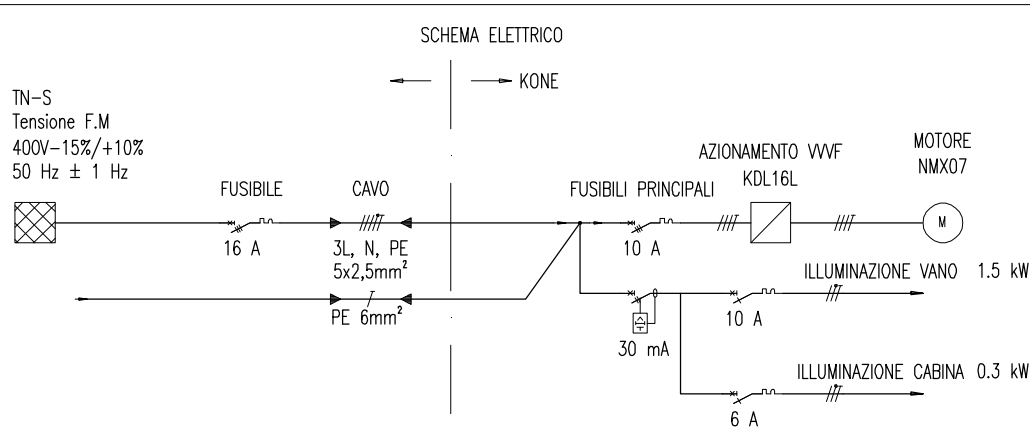 SCHEMA ELETTRICO
KONE
TN-S
Tensione F.M
400V-15%/+10%
50 Hz ± 1 Hz
FUSIBILE
16 A
CAVO
3L, N, PE
5x2,5mm²
PE 6mm²
FUSIBILI PRINCIPALI
10 A
AZIONAMENTO VVVF
KDL16L
MOTORE
NMX07
M
ILLUMINAZIONE VANO 1.5 kW
10 A
30 mA
ILLUMINAZIONE CABINA 0.3 kW
6 A